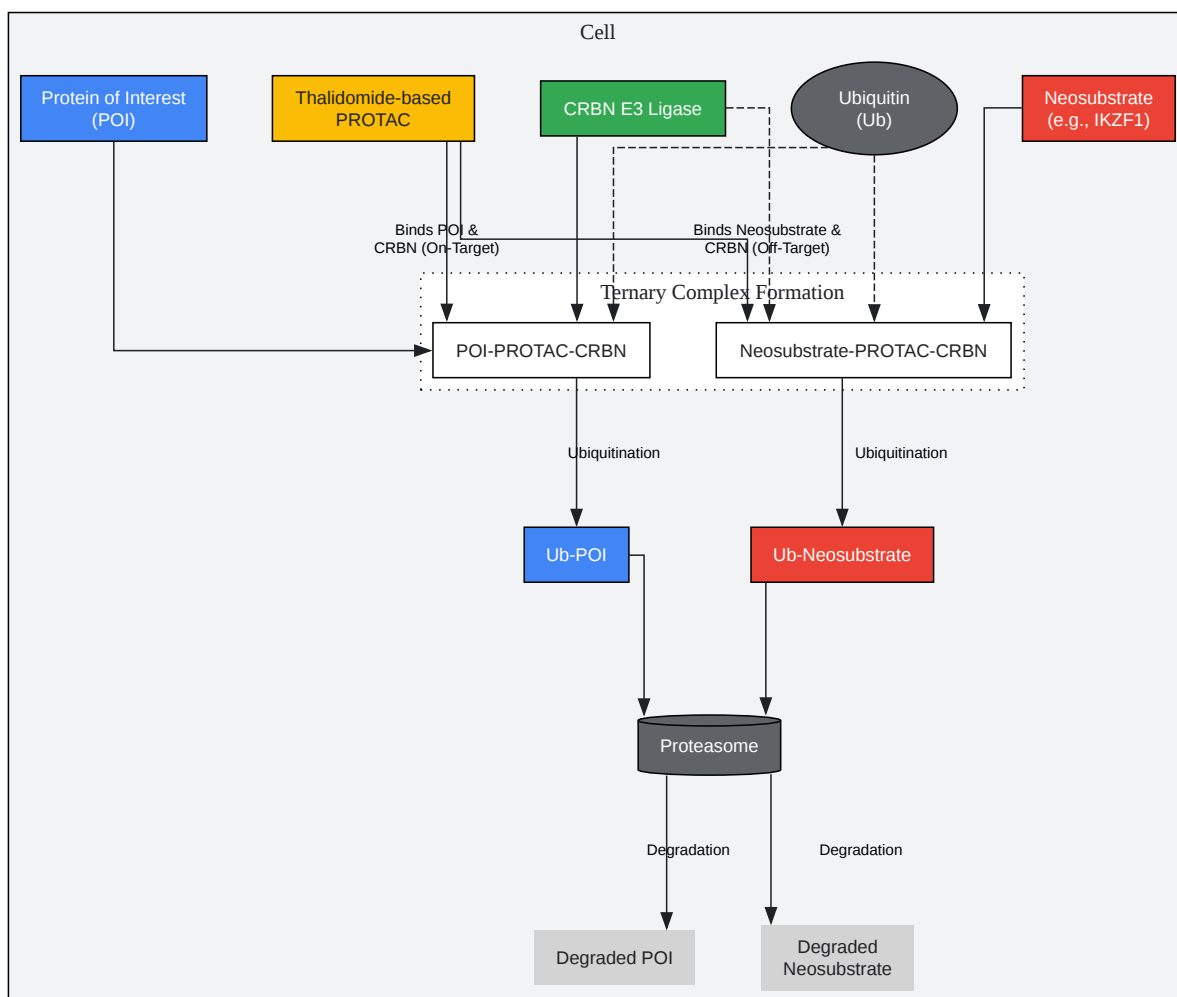 Cell
Protein of Interest
(POI)
Thalidomide-based
PROTAC
CRBN E3 Ligase
Ubiquitin
(Ub)
Neosubstrate
(e.g., IKZF1)
Binds POI &
CRBN (On-Target)
Binds Neosubstrate &
CRBN (Off-Target)
Ternary Complex Formation
POI-PROTAC-CRBN
Neosubstrate-PROTAC-CRBN
Ubiquitination
Ubiquitination
Ub-POI
Ub-Neosubstrate
Proteasome
Degradation
Degradation
Degraded POI
Degraded
Neosubstrate